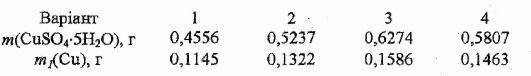 Варіант 1 2 3 4
m(CuSO₄·5H₂O), г 0,4556 0,5237 0,6274 0,5807
m₁(Cu), г 0,1145 0,1322 0,1586 0,1463